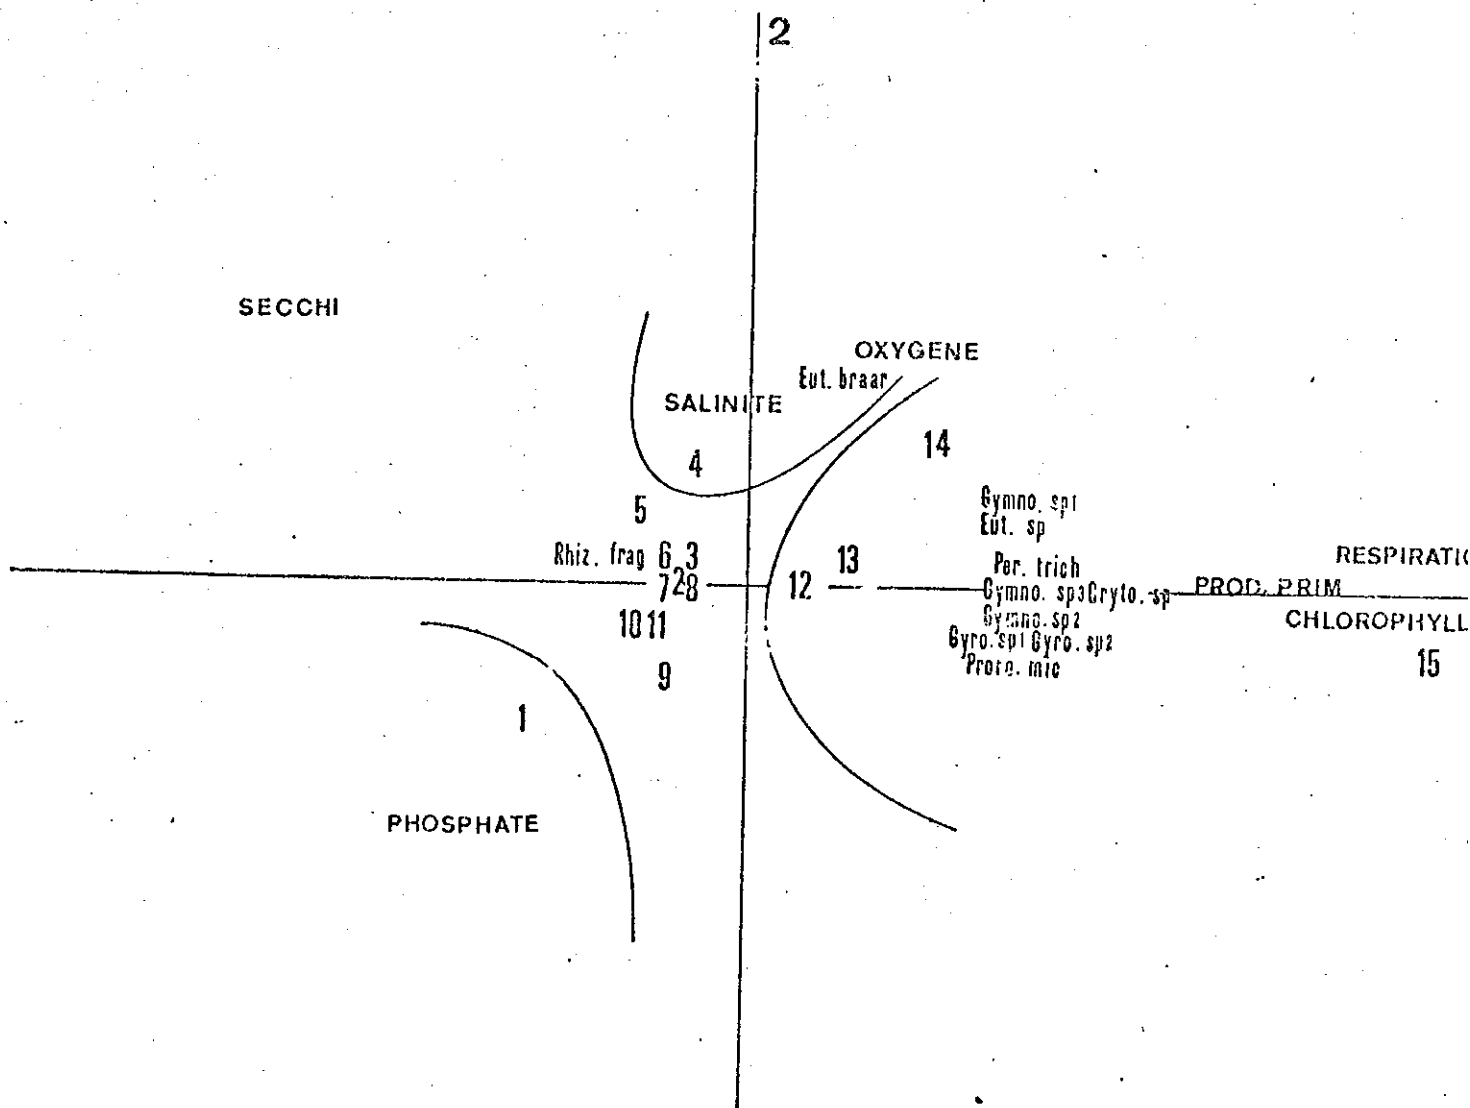 2
SECCHI
OXYGENE
Eut. braar
SALINITE
14
4
Gymno. sp1
5
Eut. sp
Rhiz. frag 6 3
13
Per. trich
RESPIRATIO
7 2 8
12
Gymno. sp3 Cryto. sp
PROD. PRIM
Gymno. sp2
CHLOROPHYLL
10 11
Gyro. sp1 Gyro. sp2
15
9
Proro. mic
1
PHOSPHATE